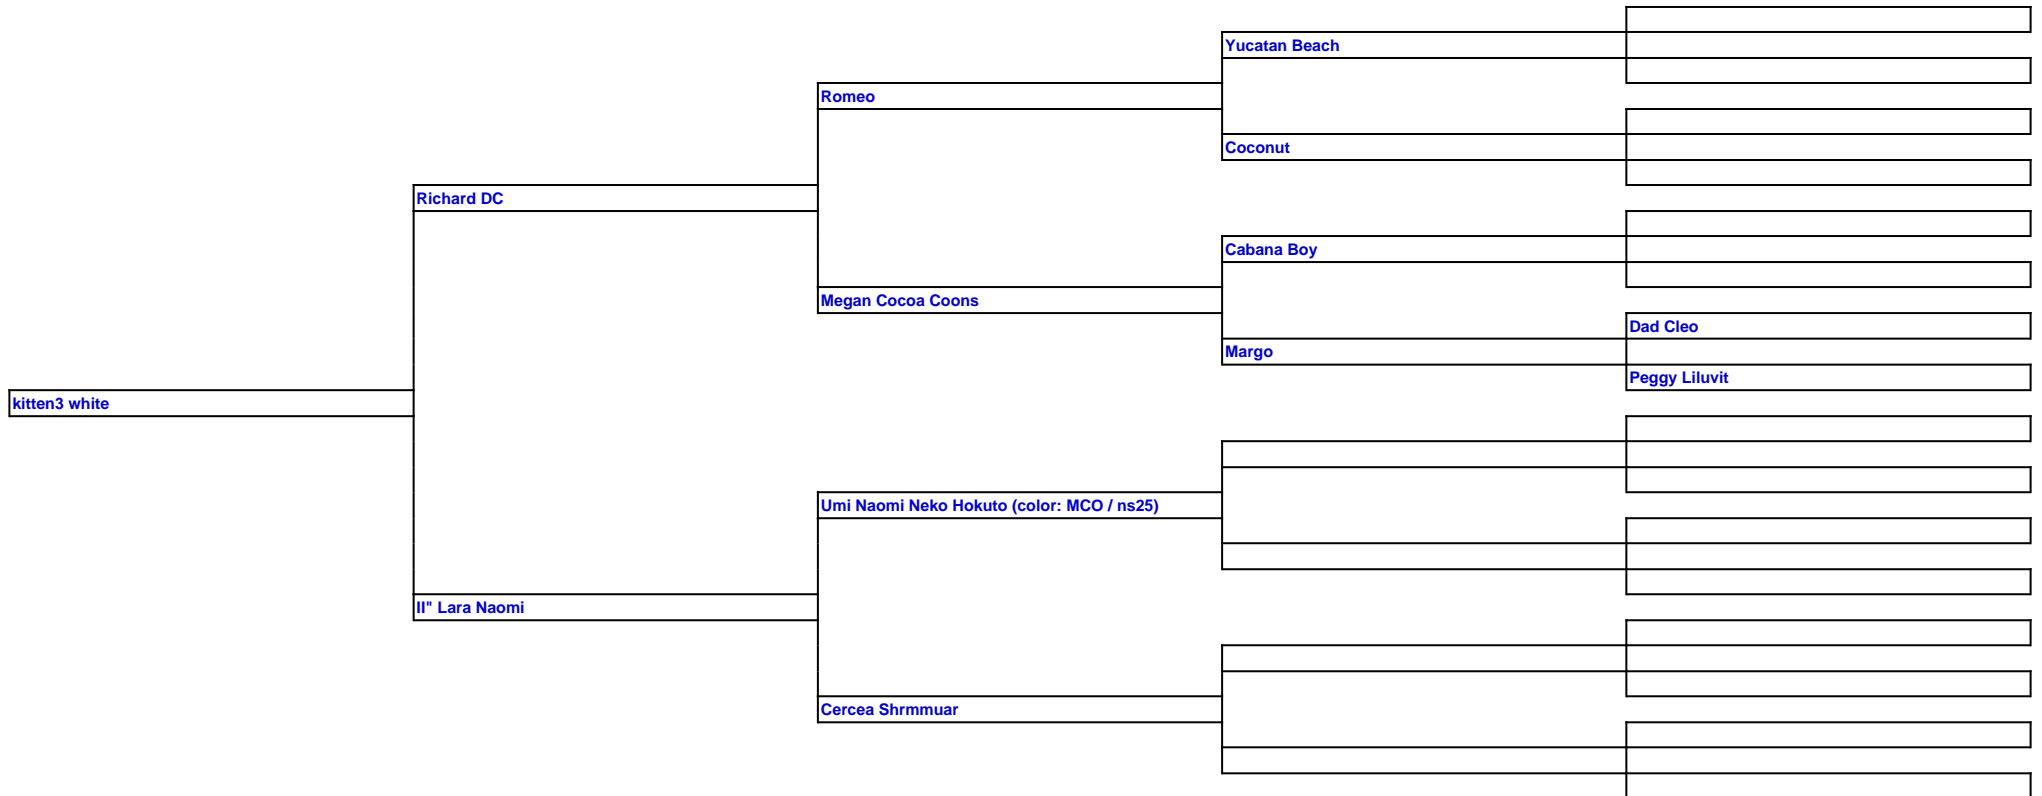 Yucatan Beach
Romeo
Coconut
Richard DC
Cabana Boy
Megan Cocoa Coons
Dad Cleo
Margo
Peggy Liluvit
kitten3 white
Umi Naomi Neko Hokuto (color: MCO / ns25)
II" Lara Naomi
Cercea Shrmmuar